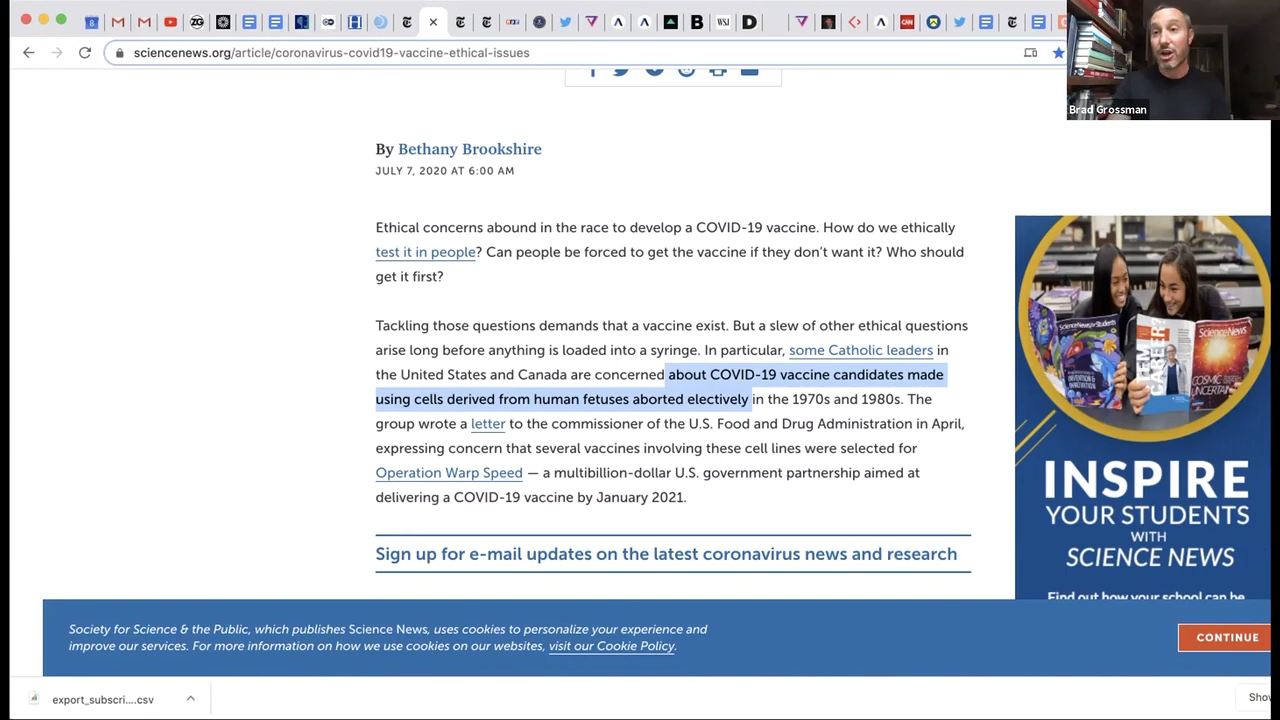 sciencenews.org/article/coronavirus-covid19-vaccine-ethical-issues
Brad Grossman
By Bethany Brookshire
JULY 7, 2020 AT 6:00 AM
Ethical concerns abound in the race to develop a COVID-19 vaccine. How do we ethically
test it in people? Can people be forced to get the vaccine if they don’t want it? Who should
get it first?
Tackling those questions demands that a vaccine exist. But a slew of other ethical questions
arise long before anything is loaded into a syringe. In particular, some Catholic leaders in
the United States and Canada are concerned about COVID-19 vaccine candidates made
using cells derived from human fetuses aborted electively in the 1970s and 1980s. The
group wrote a letter to the commissioner of the U.S. Food and Drug Administration in April,
expressing concern that several vaccines involving these cell lines were selected for
Operation Warp Speed — a multibillion-dollar U.S. government partnership aimed at
delivering a COVID-19 vaccine by January 2021.
Sign up for e-mail updates on the latest coronavirus news and research
ScienceNews
INSPIRE
YOUR STUDENTS
WITH
SCIENCE NEWS
Find out how your school can be
Society for Science & the Public, which publishes Science News, uses cookies to personalize your experience and
improve our services. For more information on how we use cookies on our websites, visit our Cookie Policy.
CONTINUE
export_subscri....csv
Show